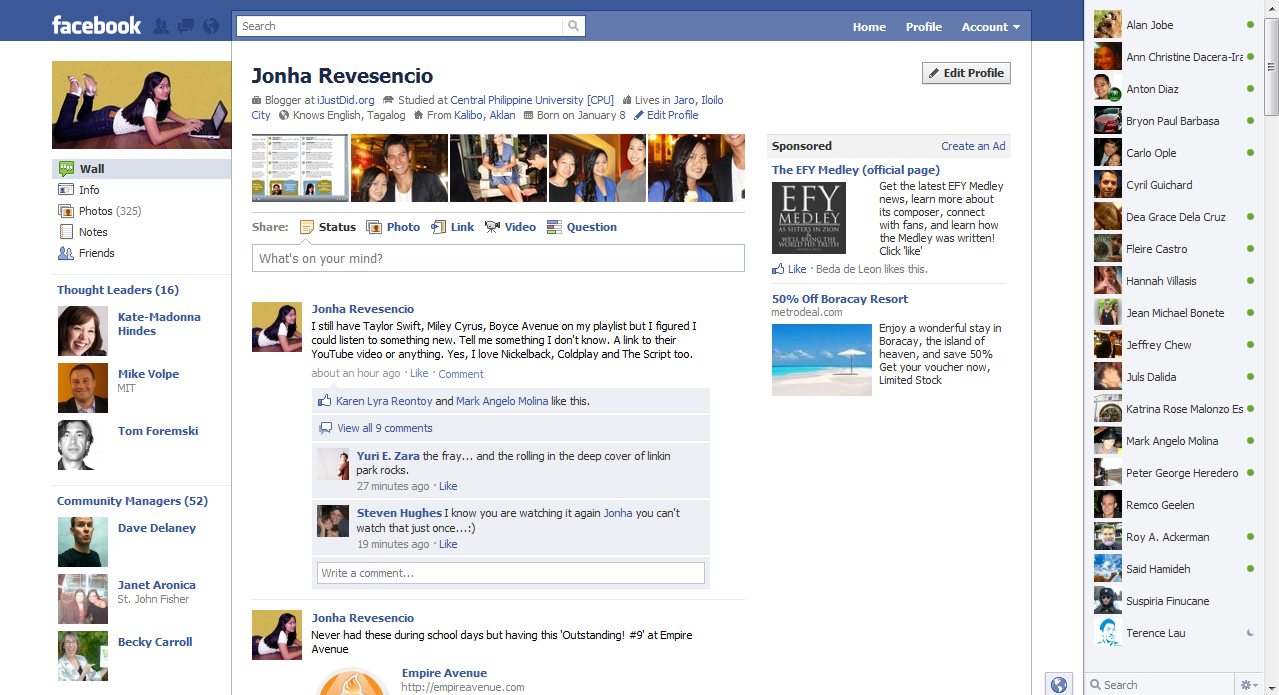 facebook
Search
Home
Profile
Account
Jonha Revesencio
Edit Profile
Blogger at iJustDid.org Studied at Central Philippine University [CPU] Lives in Jaro, Iloilo
City Knows English, Tagalog From Kalibo, Aklan Born on January 8 Edit Profile
Wall
Info
Photos (325)
Notes
Friends
Thought Leaders (16)
Kate-Madonna
Hindes
Mike Volpe
MIT
Tom Foremski
Community Managers (52)
Dave Delaney
Janet Aronica
St. John Fisher
Becky Carroll
Share: Status Photo Link Video Question
What's on your mind?
Jonha Revesencio
I still have Taylor Swift, Miley Cyrus, Boyce Avenue on my playlist but I figured I
could listen to something new. Tell me something I don't know. A link to their
YouTube video or anything. Yes, I love Nickelback, Coldplay and The Script too.
about an hour ago · Like · Comment
Karen Lyra Reontoy and Mark Angelo Molina like this.
View all 9 comments
Yuri E. Zara the fray... and the rolling in the deep cover of linkin
park rocks.
27 minutes ago · Like
Steven Hughes I know you are watching it again Jonha you can't
watch that just once...:)
19 minutes ago · Like
Write a comment...
Jonha Revesencio
Never had these during school days but having this 'Outstanding! #9' at Empire
Avenue
Empire Avenue
http://empireavenue.com
Sponsored
Create an Ad
The EFY Medley (official page)
EFY
MEDLEY
AS SISTERS IN ZION
&
WE'LL BRING THE
WORLD HIS TRUTH
Get the latest EFY Medley
news, learn more about
its composer, connect
with fans, and learn how
the Medley was written!
Click 'like'
Like · Beda de Leon likes this.
50% Off Boracay Resort
metrodeal.com
Enjoy a wonderful stay in
Boracay, the island of
heaven, and save 50%
Get your voucher now,
Limited Stock
Alan Jobe
Ann Christine Dacera-Ira
Anton Diaz
Bryon Paul Barbasa
Carlo Ople
Cyril Guichard
Dea Grace Dela Cruz
Fleire Castro
Hannah Villasis
Jean Michael Bonete
Jeffrey Chew
Juls Dalida
Katrina Rose Malonzo Es
Mark Angelo Molina
Peter George Heredero
Remco Geelen
Roy A. Ackerman
Said Hamideh
Suspiria Finucane
Terence Lau
Search